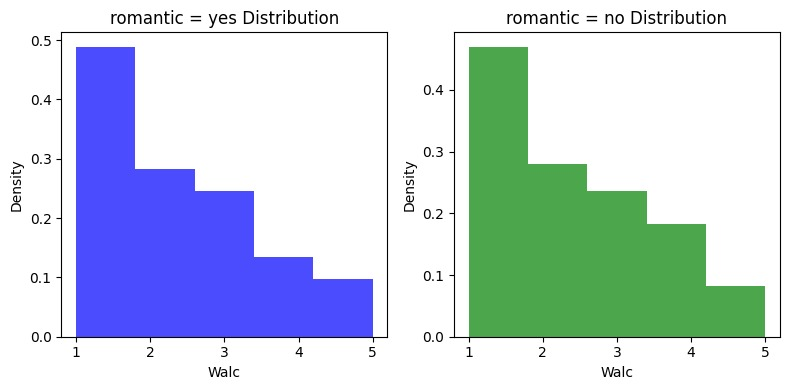 romantic = yes Distribution
0.5
0.4
0.3
0.2
0.1
0.0
Density
1 2 3 4 5
Walc
romantic = no Distribution
0.4
0.3
0.2
0.1
0.0
Density
1 2 3 4 5
Walc